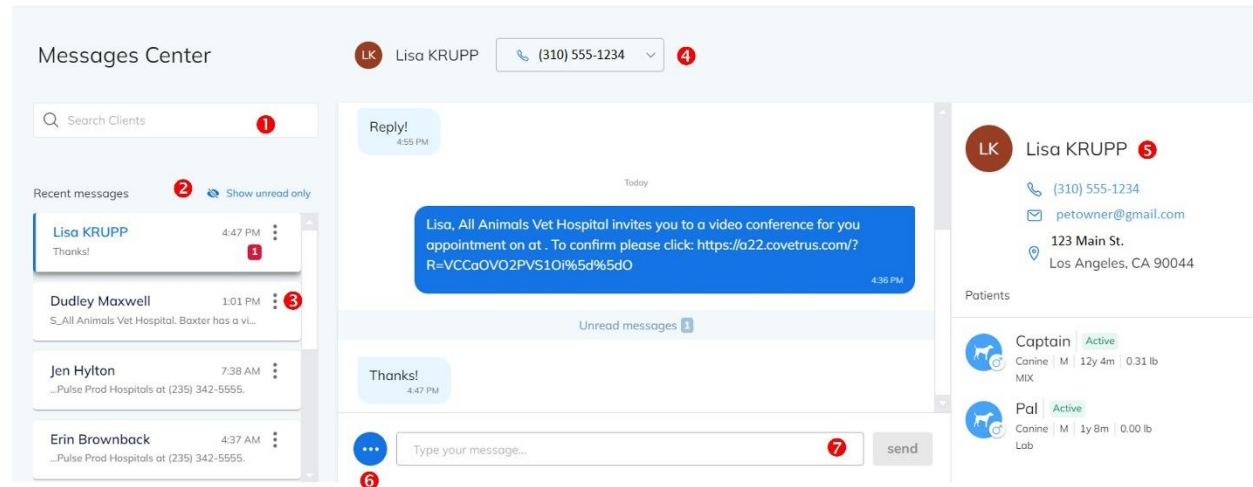 Messages Center
LK Lisa KRUPP (310) 555-1234 4
Search Clients 1
Recent messages 2 Show unread only
Lisa KRUPP 4:47 PM
Thanks! 1
Dudley Maxwell 1:01 PM 3
S_All Animals Vet Hospital. Baxter has a vi...
Jen Hylton 7:38 AM
...Pulse Prod Hospitals at (235) 342-5555.
Erin Brownback 4:37 AM
...Pulse Prod Hospitals at (235) 342-5555.
Reply!
4:55 PM
Today
Lisa, All Animals Vet Hospital invites you to a video conference for you
appointment on at . To confirm please click: https://a22.covetrus.com/?
R=VCCaOVO2PVS1Oi%5d%5dO
4:36 PM
Unread messages 1
Thanks!
4:47 PM
Type your message... 7 send
6
LK Lisa KRUPP 5
(310) 555-1234
petowner@gmail.com
123 Main St.
Los Angeles, CA 90044
Patients
Captain Active
Canine | M | 12y 4m | 0.31 lb
MIX
Pal Active
Canine | M | 1y 8m | 0.00 lb
Lab